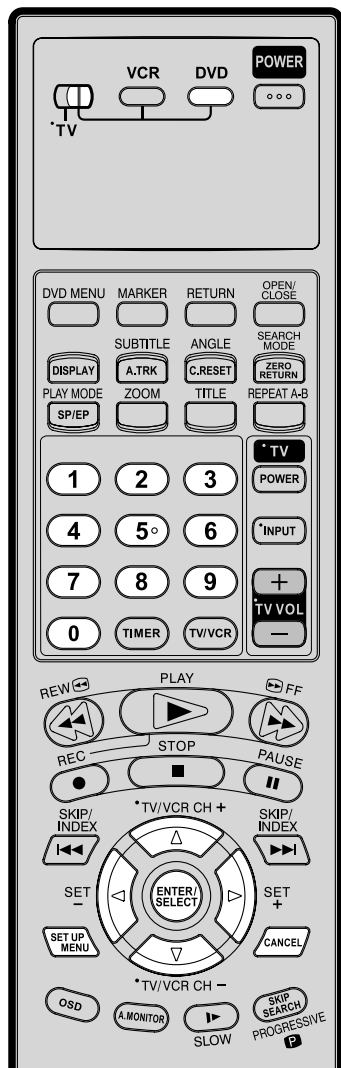 POWER
VCR DVD
TV
DVD MENU MARKER RETURN OPEN/
CLOSE
SUBTITLE ANGLE SEARCH
MODE
DISPLAY A.TRK C.RESET ZERO
RETURN
PLAY MODE ZOOM TITLE REPEAT A-B
SP/EP
TV
1 2 3 POWER
4 5 6 INPUT
7 8 9 +
TV VOL
0 TIMER TV/VCR −
PLAY
REW FF
REC STOP PAUSE
TV/VCR CH +
SKIP/
INDEX
SKIP/
INDEX
SET
−
ENTER/
SELECT
SET
+
SET UP
MENU
CANCEL
TV/VCR CH −
OSD A.MONITOR SKIP
SEARCH
SLOW PROGRESSIVE
P